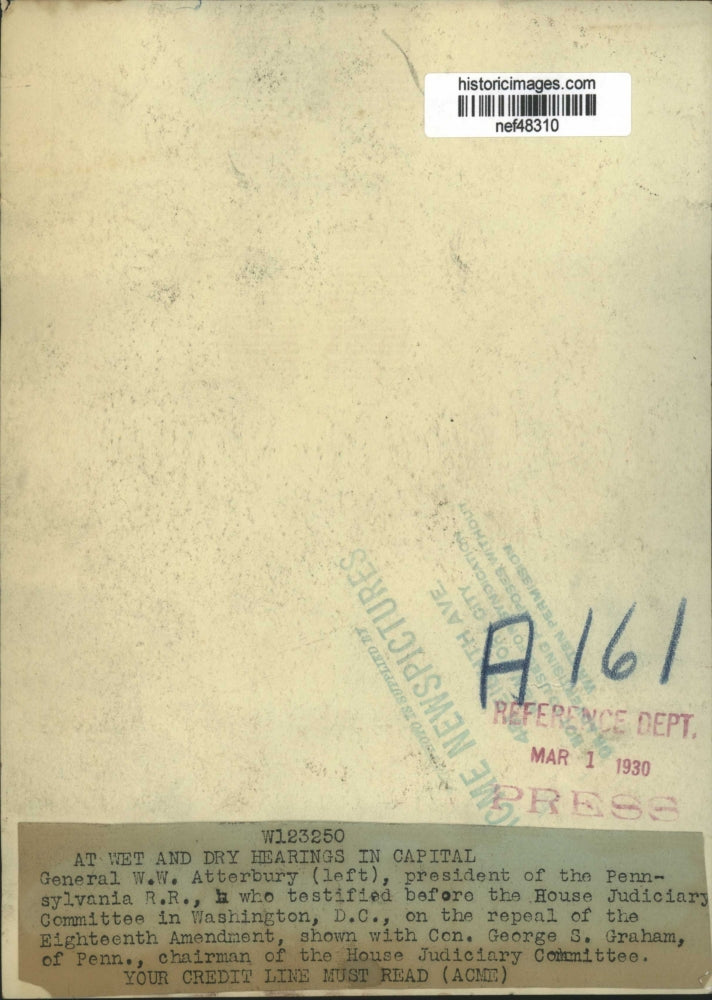 historicimages.com
nef48310
ACME NEWSPICTURES
A 161
REFERENCE DEPT.
MAR 1 1930
PRESS
W123250
AT WET AND DRY HEARINGS IN CAPITAL
General W.W. Atterbury (left), president of the Penn-
sylvania R.R., h who testified before the House Judiciary
Committee in Washington, D.C., on the repeal of the
Eighteenth Amendment, shown with Con. George S. Graham,
of Penn., chairman of the House Judiciary Committee.
YOUR CREDIT LINE MUST READ (ACME)